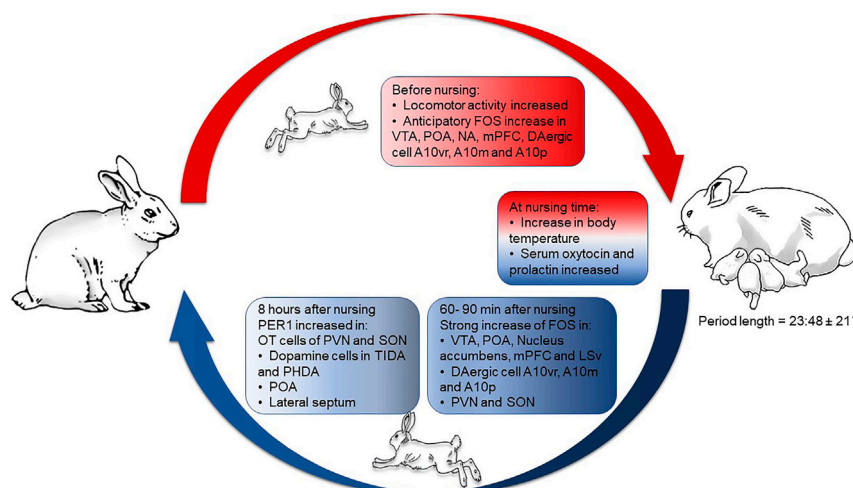 Before nursing:
• Locomotor activity increased
• Anticipatory FOS increase in
VTA, POA, NA, mPFC, DAergic
cell A10vr, A10m and A10p
At nursing time:
• Increase in body
temperature
• Serum oxytocin and
prolactin increased
Period length = 23:48 ± 21
8 hours after nursing
PER1 increased in:
OT cells of PVN and SON
• Dopamine cells in TIDA
and PHDA
• POA
• Lateral septum
60- 90 min after nursing
Strong increase of FOS in:
• VTA, POA, Nucleus
accumbens, mPFC and LSv
• DAergic cell A10vr, A10m
and A10p
• PVN and SON